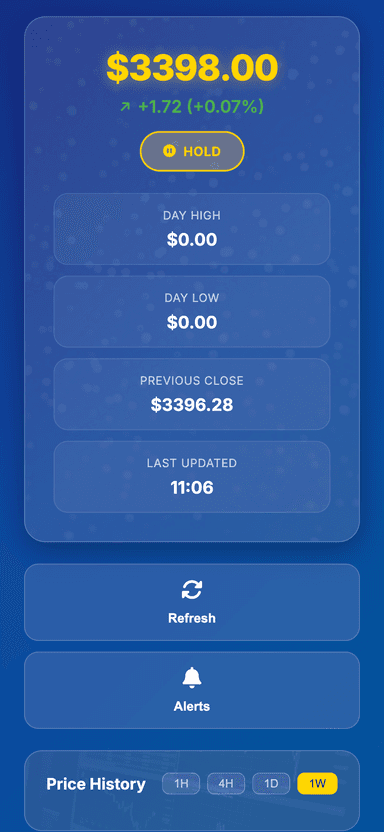 $3398.00
↗ +1.72 (+0.07%)
HOLD
DAY HIGH
$0.00
DAY LOW
$0.00
PREVIOUS CLOSE
$3396.28
LAST UPDATED
11:06
Refresh
Alerts
Price History 1H 4H 1D 1W